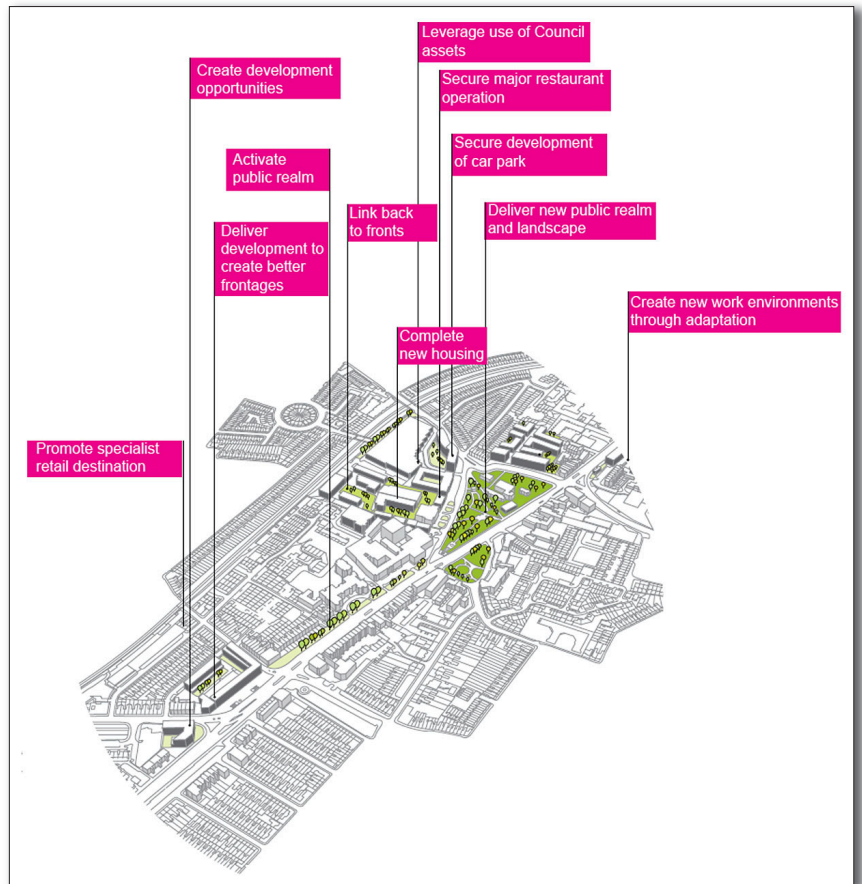 Leverage use of Council
assets
Create development
opportunities
Secure major restaurant
operation
Secure development
of car park
Activate
public realm
Link back
to fronts
Deliver new public realm
and landscape
Deliver
development to
create better
frontages
Create new work environments
through adaptation
Complete
new housing
Promote specialist
retail destination